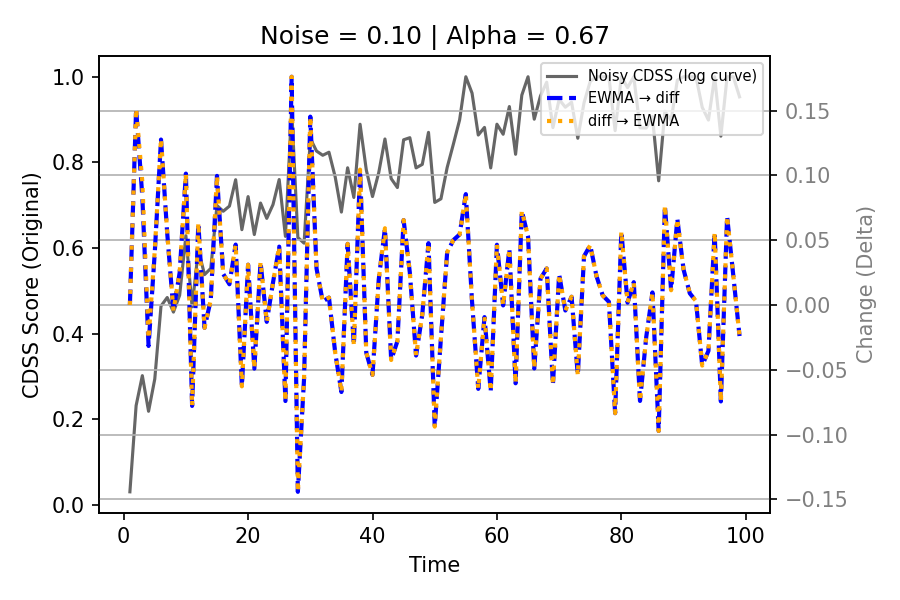 Noise = 0.10 | Alpha = 0.67
Noisy CDSS (log curve)
EWMA → diff
diff → EWMA
CDSS Score (Original)
1.0
0.8
0.6
0.4
0.2
0.0
0.15
0.10
0.05
0.00
−0.05
−0.10
−0.15
Change (Delta)
0
20
40
60
80
100
Time